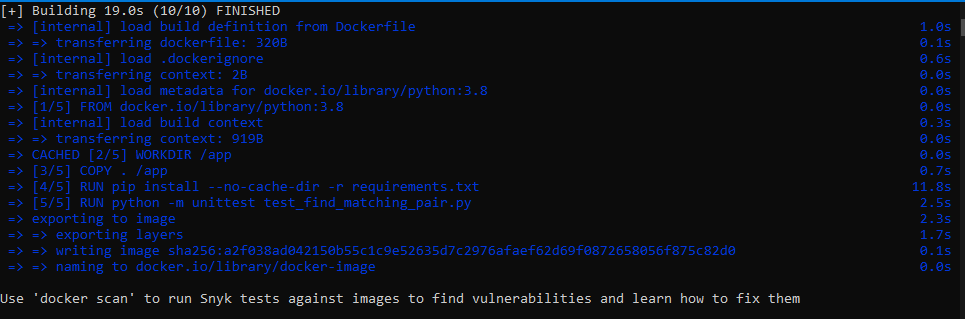 [+] Building 19.0s (10/10) FINISHED
=> [internal] load build definition from Dockerfile 1.0s
=> => transferring dockerfile: 320B 0.1s
=> [internal] load .dockerignore 0.6s
=> => transferring context: 2B 0.0s
=> [internal] load metadata for docker.io/library/python:3.8 0.0s
=> [1/5] FROM docker.io/library/python:3.8 0.0s
=> [internal] load build context 0.3s
=> => transferring context: 919B 0.0s
=> CACHED [2/5] WORKDIR /app 0.0s
=> [3/5] COPY . /app 0.7s
=> [4/5] RUN pip install --no-cache-dir -r requirements.txt 11.8s
=> [5/5] RUN python -m unittest test_find_matching_pair.py 2.5s
=> exporting to image 2.3s
=> => exporting layers 1.7s
=> => writing image sha256:a2f038ad042150b55c1c9e52635d7c2976afaef62d69f0872658056f875c82d0 0.1s
=> => naming to docker.io/library/docker-image 0.0s
Use 'docker scan' to run Snyk tests against images to find vulnerabilities and learn how to fix them